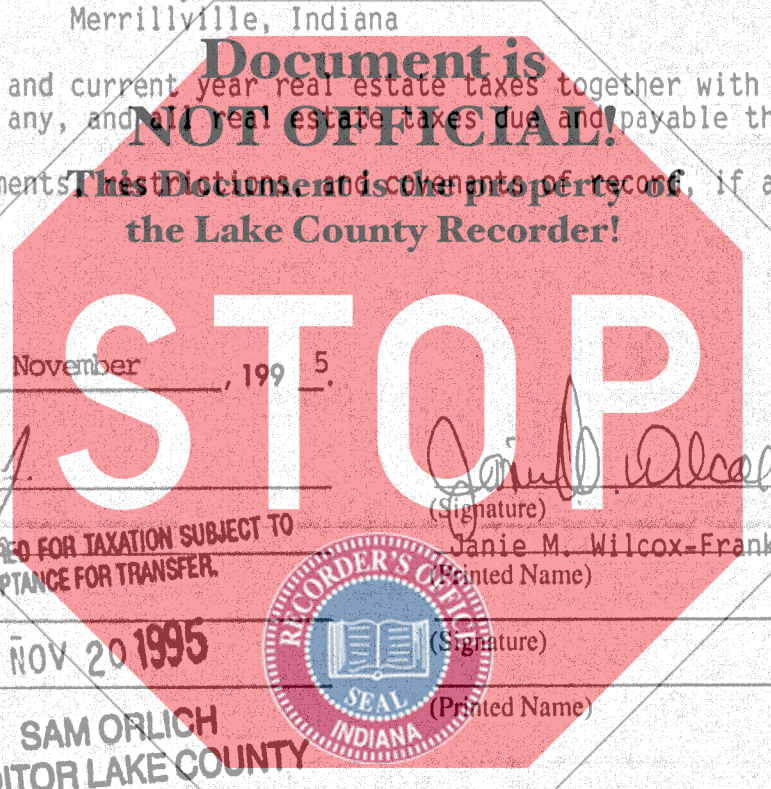 Merrillville, Indiana
Document is
and current year real estate taxes together with
NOT OFFICIAL!
any, and all real estate taxes due and payable th
This Document is the property of
ments, restrictions, and covenants of record, if a
the Lake County Recorder!
STOP
November , 199 5.
(Signature)
FOR TAXATION SUBJECT TO
Janie M. Wilcox-Frank
PTANCE FOR TRANSFER.
(Printed Name)
RECORDER'S OFFICE
NOV 20 1995
(Signature)
SEAL
INDIANA
(Printed Name)
SAM ORLICH
DITOR LAKE COUNTY